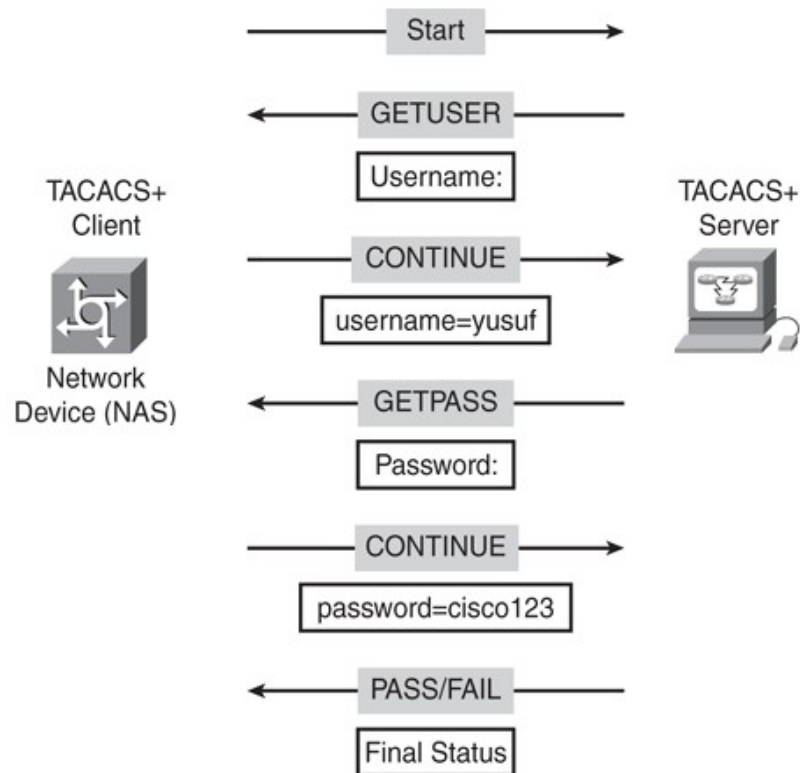 Start
GETUSER
Username:
TACACS+
Client
TACACS+
Server
CONTINUE
username=yusuf
Network
Device (NAS)
GETPASS
Password:
CONTINUE
password=cisco123
PASS/FAIL
Final Status